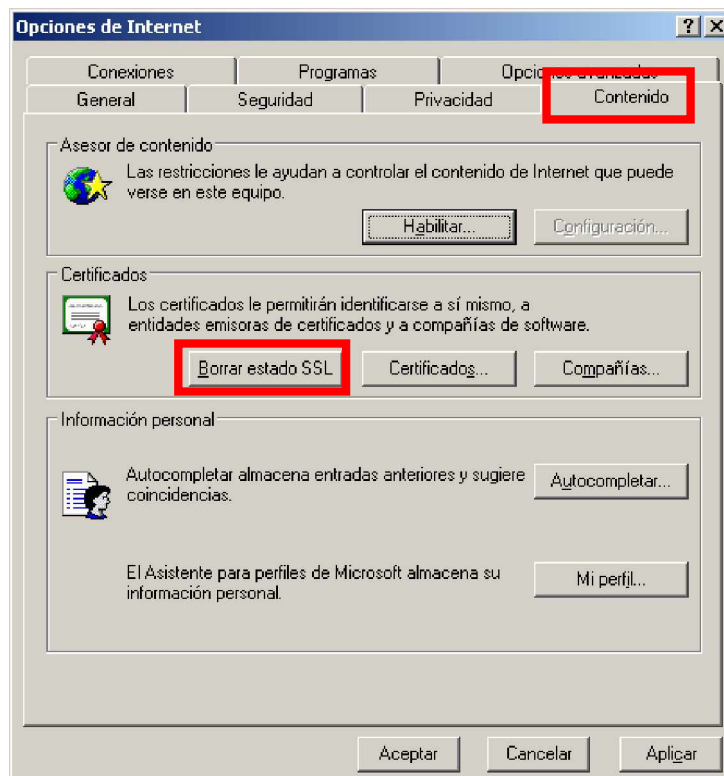 Opciones de Internet
Conexiones Programas Opciones avanzadas
General Seguridad Privacidad Contenido
Asesor de contenido
Las restricciones le ayudan a controlar el contenido de Internet que puede
verse en este equipo.
Habilitar... Configuración...
Certificados
Los certificados le permitirán identificarse a sí mismo, a
entidades emisoras de certificados y a compañías de software.
Borrar estado SSL Certificados... Compañías...
Información personal
Autocompletar almacena entradas anteriores y sugiere
coincidencias.
Autocompletar...
El Asistente para perfiles de Microsoft almacena su
información personal.
Mi perfil...
Aceptar Cancelar Aplicar